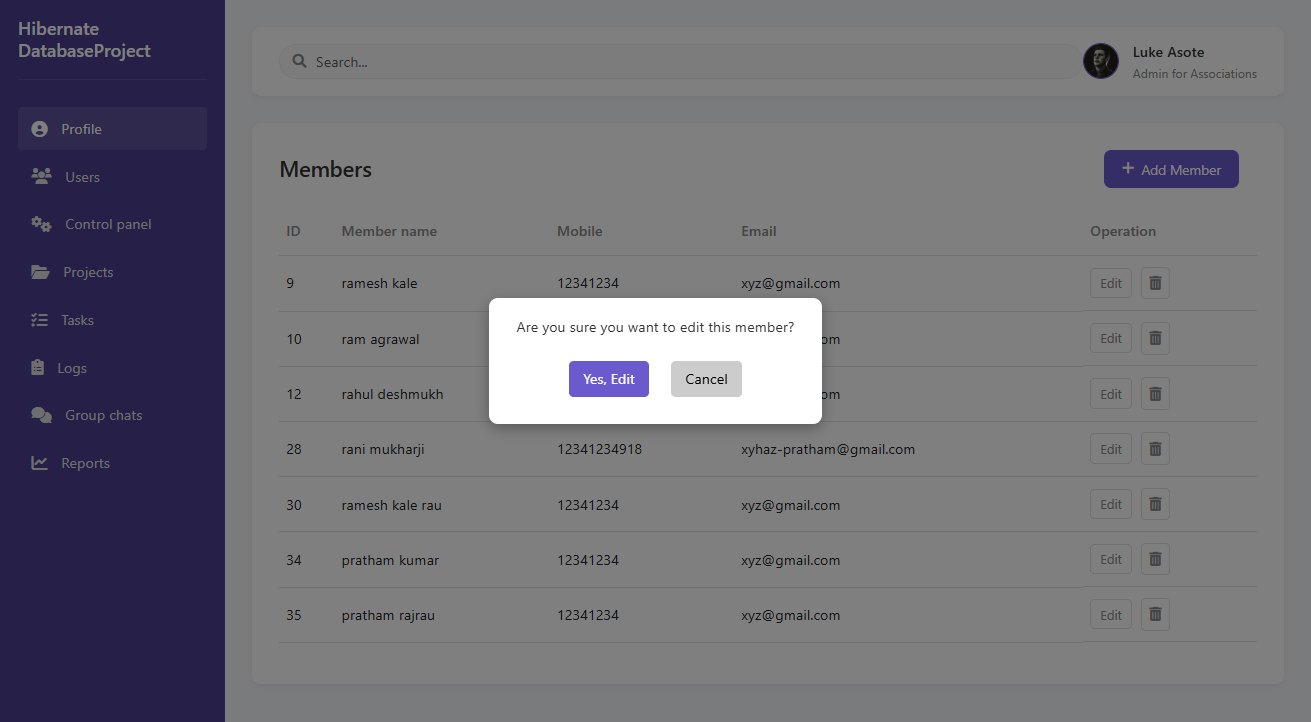 Hibernate
DatabaseProject
Profile
Users
Control panel
Projects
Tasks
Logs
Group chats
Reports
Search...
Luke Asote
Admin for Associations
Members
Add Member
ID Member name Mobile Email Operation
9 ramesh kale 12341234 xyz@gmail.com Edit
10 ram agrawal om Edit
12 rahul deshmukh om Edit
28 rani mukharji 12341234918 xyhaz-pratham@gmail.com Edit
30 ramesh kale rau 12341234 xyz@gmail.com Edit
34 pratham kumar 12341234 xyz@gmail.com Edit
35 pratham rajrau 12341234 xyz@gmail.com Edit
Are you sure you want to edit this member?
Yes, Edit Cancel